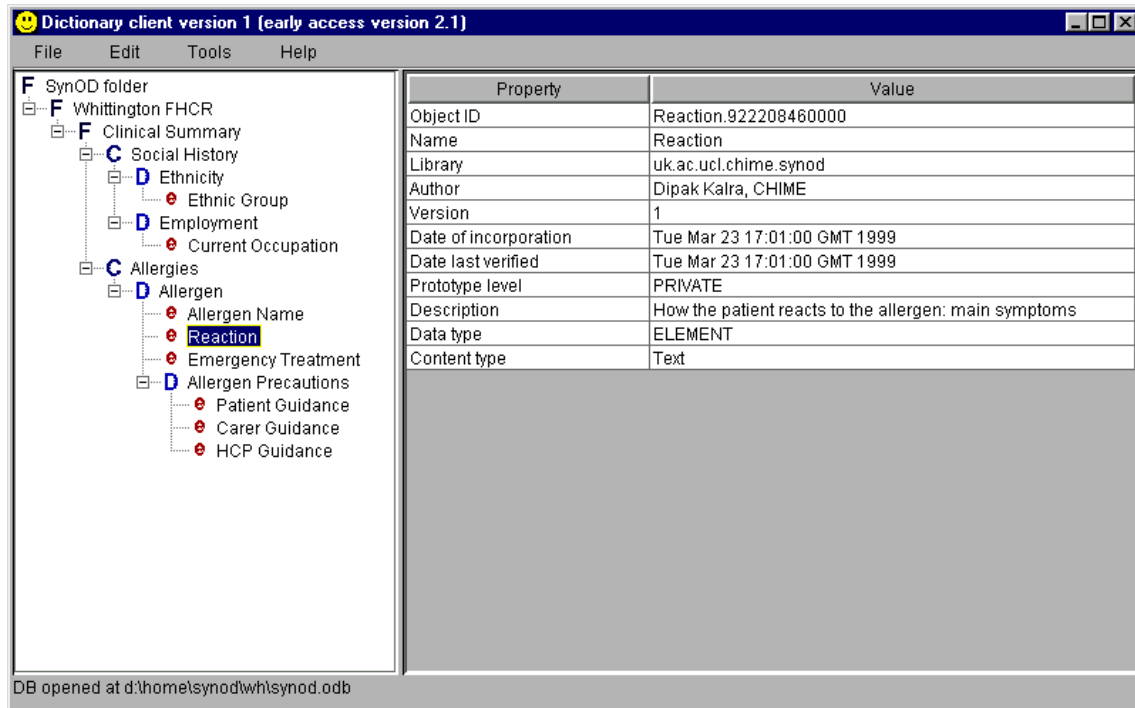 Dictionary client version 1 (early access version 2.1)
File Edit Tools Help
F SynOD folder
F Whittington FHCR
F Clinical Summary
C Social History
D Ethnicity
e Ethnic Group
D Employment
e Current Occupation
C Allergies
D Allergen
e Allergen Name
e Reaction
e Emergency Treatment
D Allergen Precautions
e Patient Guidance
e Carer Guidance
e HCP Guidance
Property Value
Object ID Reaction.922208460000
Name Reaction
Library uk.ac.ucl.chime.synod
Author Dipak Kalra, CHIME
Version 1
Date of incorporation Tue Mar 23 17:01:00 GMT 1999
Date last verified Tue Mar 23 17:01:00 GMT 1999
Prototype level PRIVATE
Description How the patient reacts to the allergen: main symptoms
Data type ELEMENT
Content type Text
DB opened at d:\home\synod\wh\synod.odb